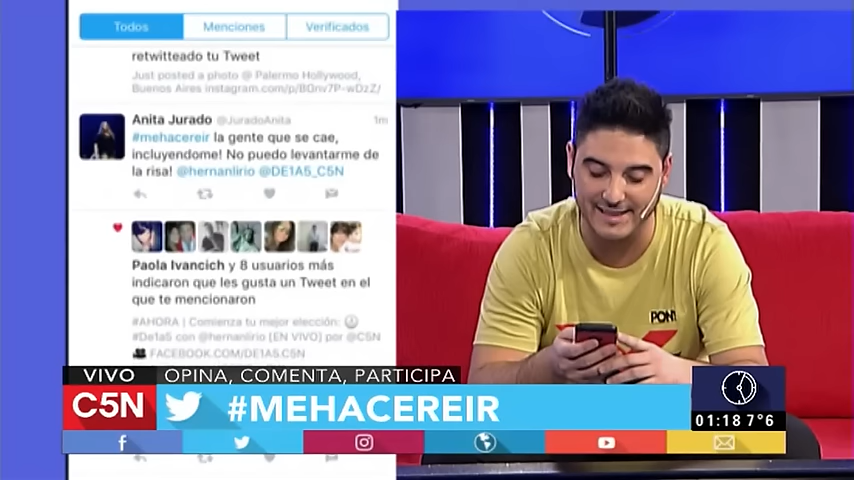 Todos
Menciones
Verificados
retwitteado tu Tweet
Just posted a photo @ Palermo Hollywood,
Buenos Aires instagram.com/p/BGnv7P-wDzZ/
Anita Jurado @JuradoAnita 1m
#mehacereir la gente que se cae,
incluyendome! No puedo levantarme de
la risa! @hernanlirio @DE1A5_C5N
Paola Ivancich y 8 usuarios más
indicaron que les gusta un Tweet en el
que te mencionaron
#AHORA | Comienza tu mejor elección:
#De1a5 con @hernanlirio [EN VIVO] por @C5N
FACEBOOK.COM/DE1A5.C5N
PONT
VIVO OPINA, COMENTA, PARTICIPA
C5N #MEHACEREIR
01:18 7°6